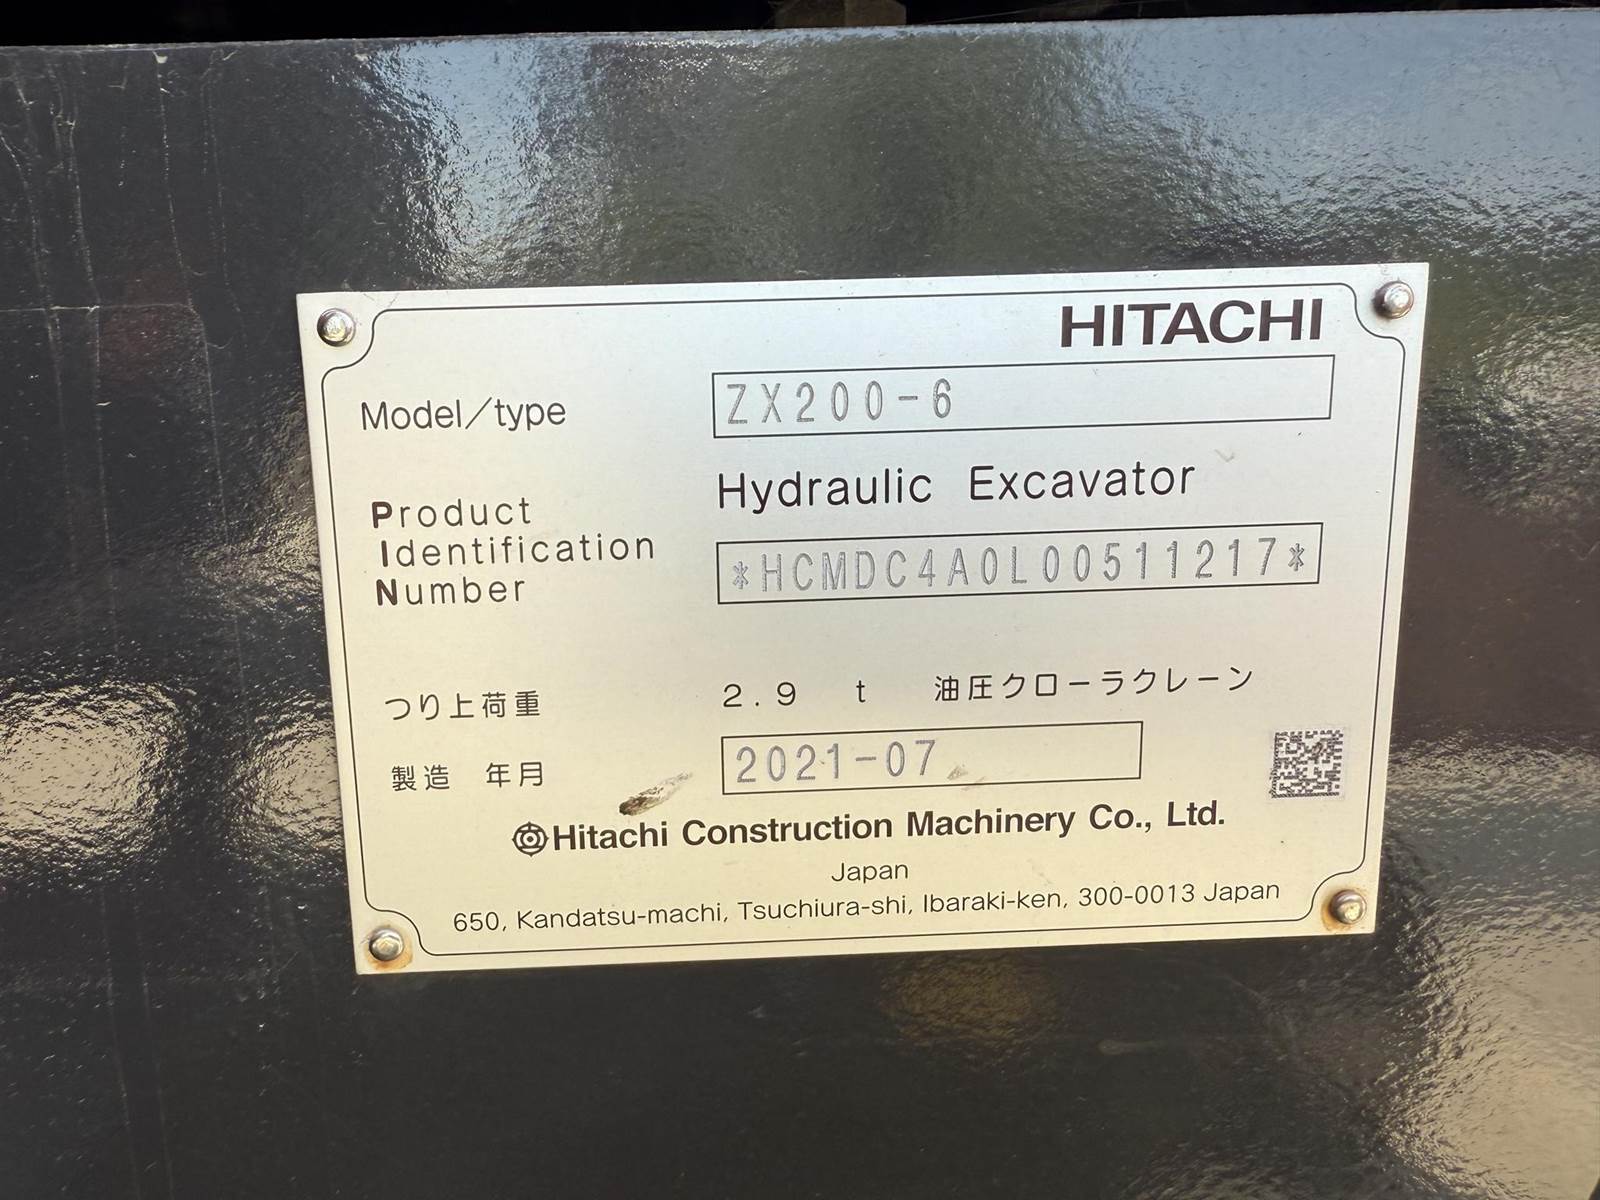 HITACHI
Model/type ZX200-6
Hydraulic Excavator
Product
Identification
Number
*HCMDC4A0L00511217*
つり上荷重 2.9 t 油圧クローラクレーン
製造 年月 2021-07
Hitachi Construction Machinery Co., Ltd.
Japan
650, Kandatsu-machi, Tsuchiura-shi, Ibaraki-ken, 300-0013 Japan